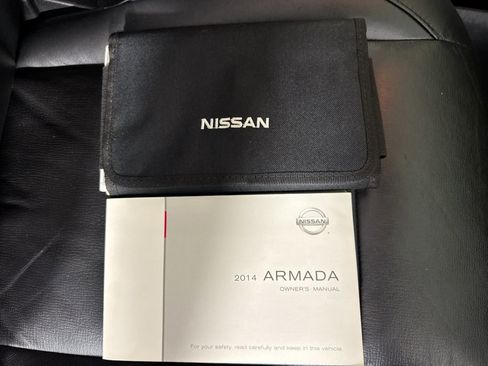 NISSAN
NISSAN
2014 ARMADA
OWNER'S MANUAL
For your safety, read carefully and keep in this vehicle.